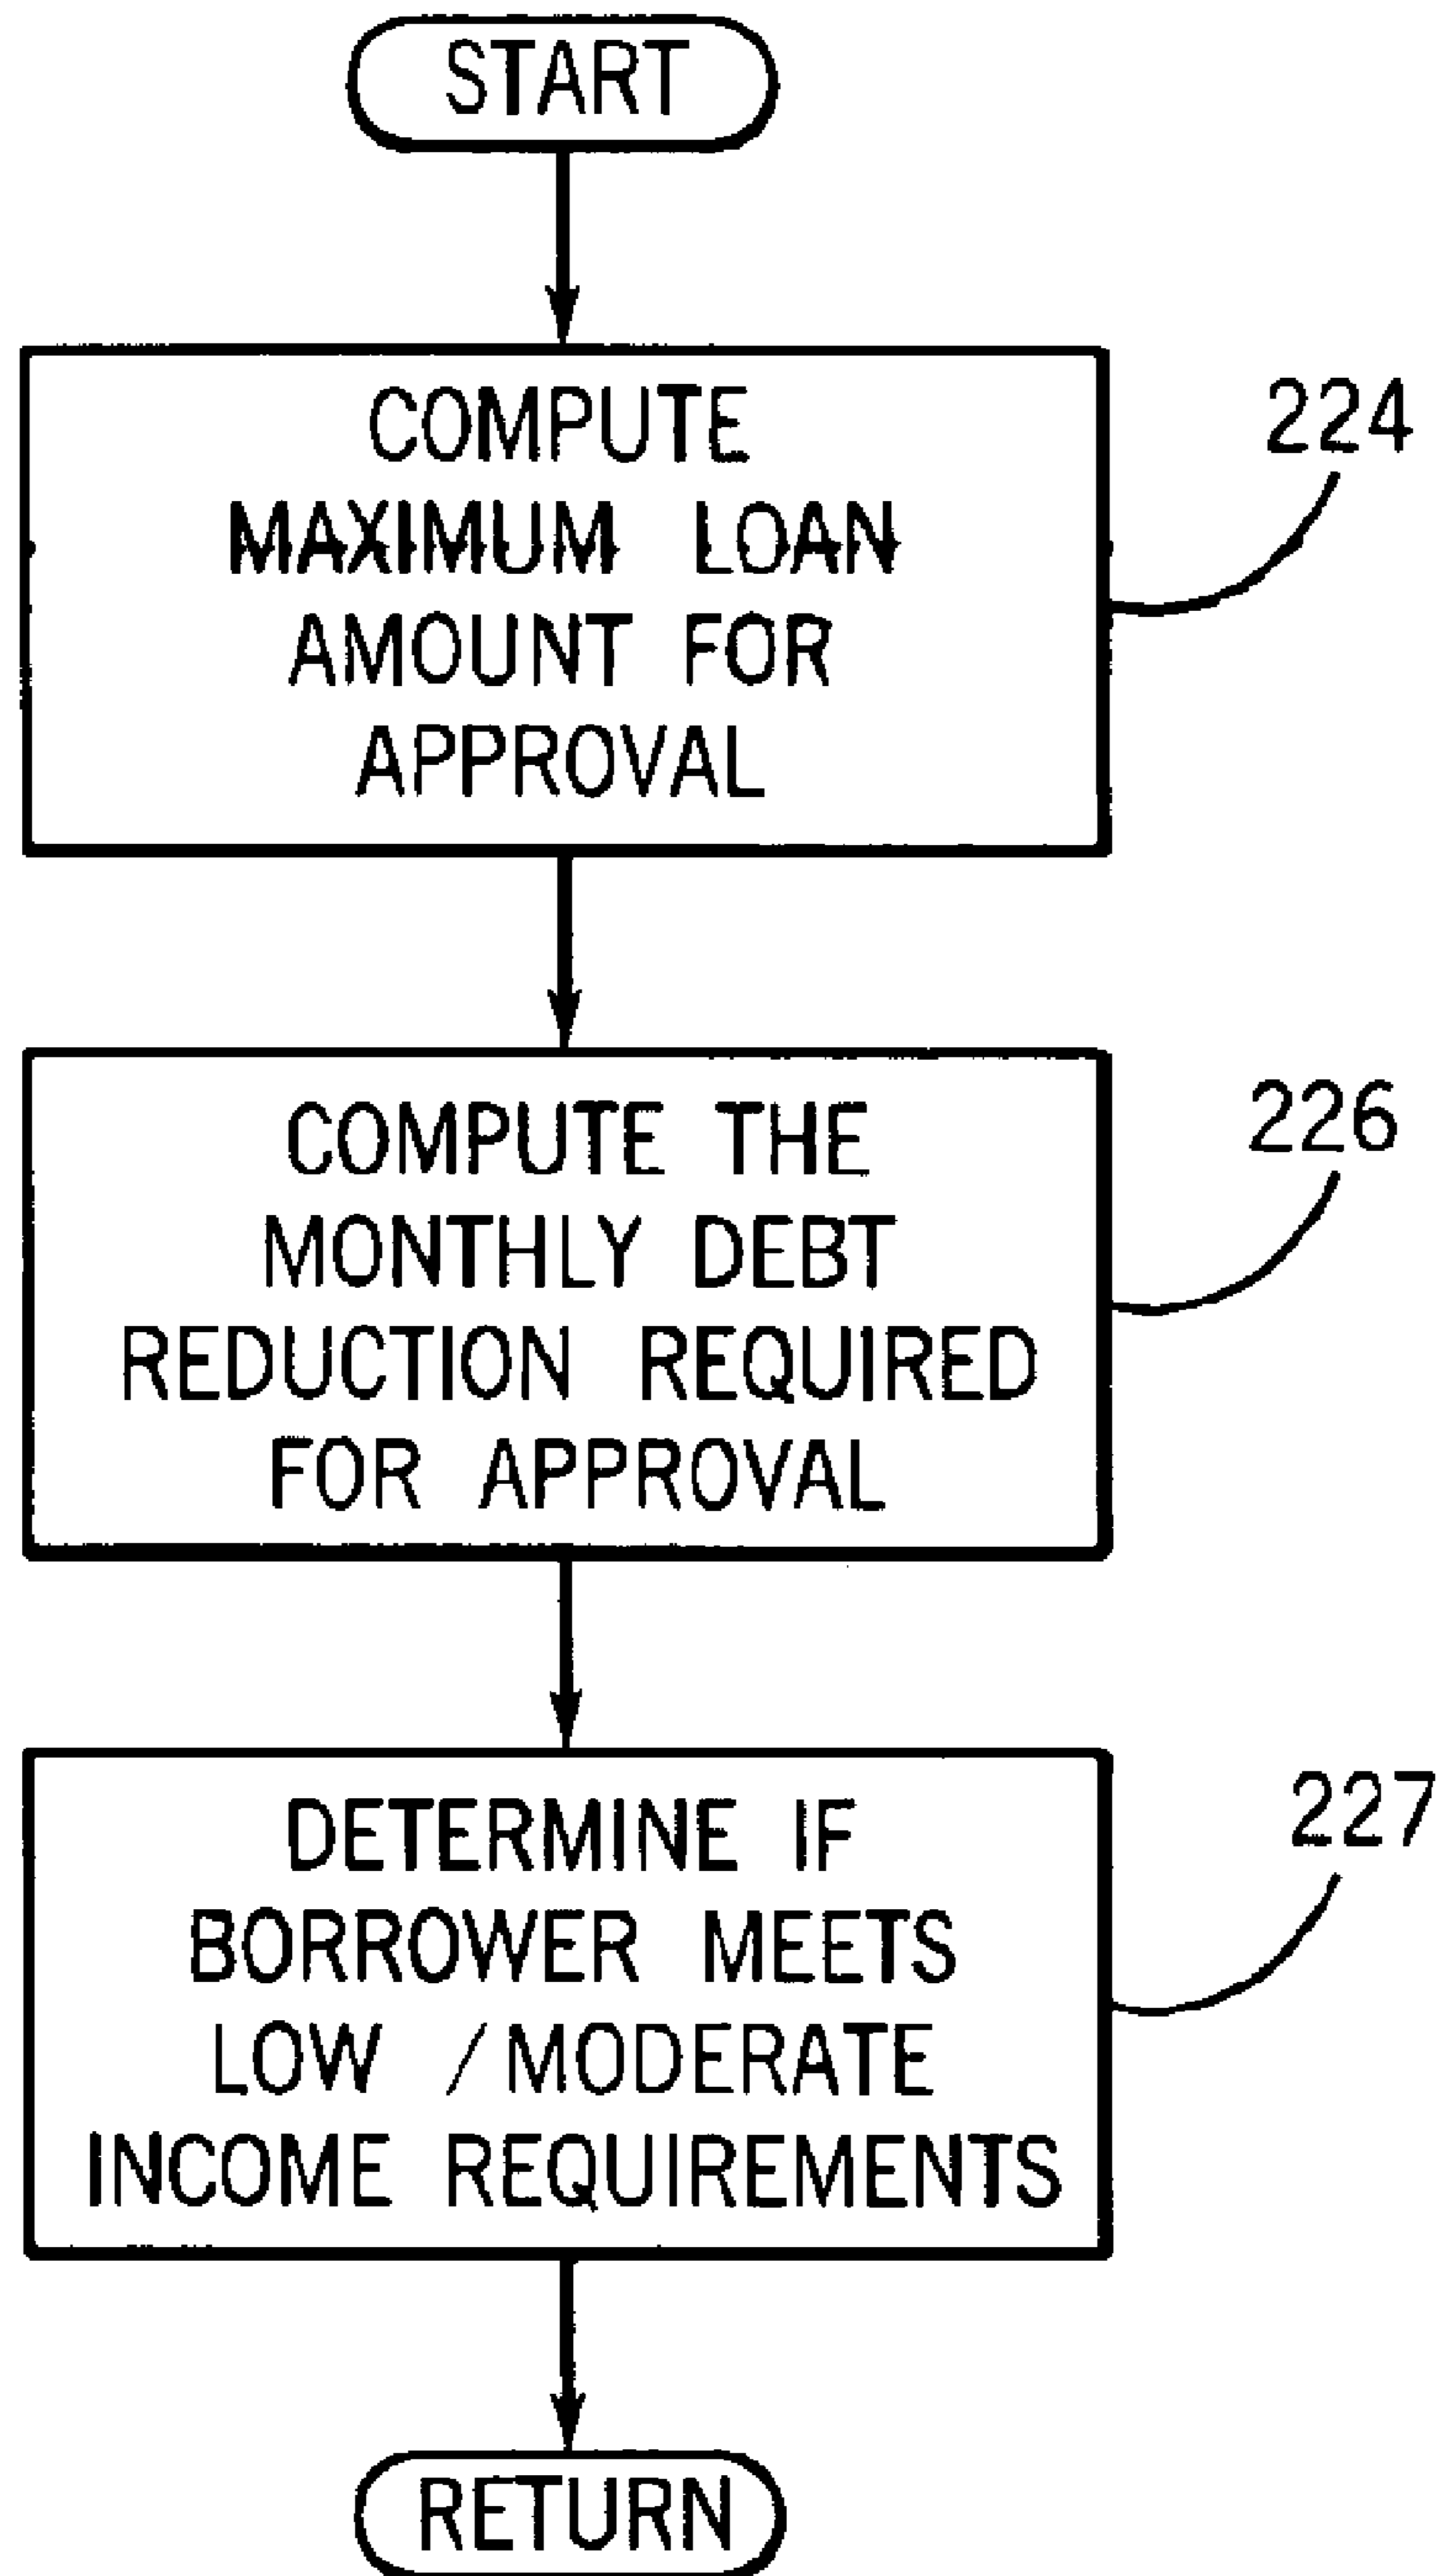 START
COMPUTE
MAXIMUM LOAN
AMOUNT FOR
APPROVAL
224
COMPUTE THE
MONTHLY DEBT
REDUCTION REQUIRED
FOR APPROVAL
226
DETERMINE IF
BORROWER MEETS
LOW /MODERATE
INCOME REQUIREMENTS
227
RETURN